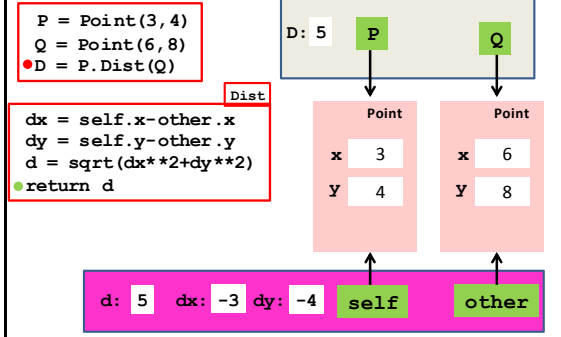 P = Point(3,4)
Q = Point(6,8)
D = P.Dist(Q)
Dist
dx = self.x-other.x
dy = self.y-other.y
d = sqrt(dx**2+dy**2)
return d
D: 5 P Q
Point Point
x 3 x 6
y 4 y 8
d: 5 dx: -3 dy: -4 self other